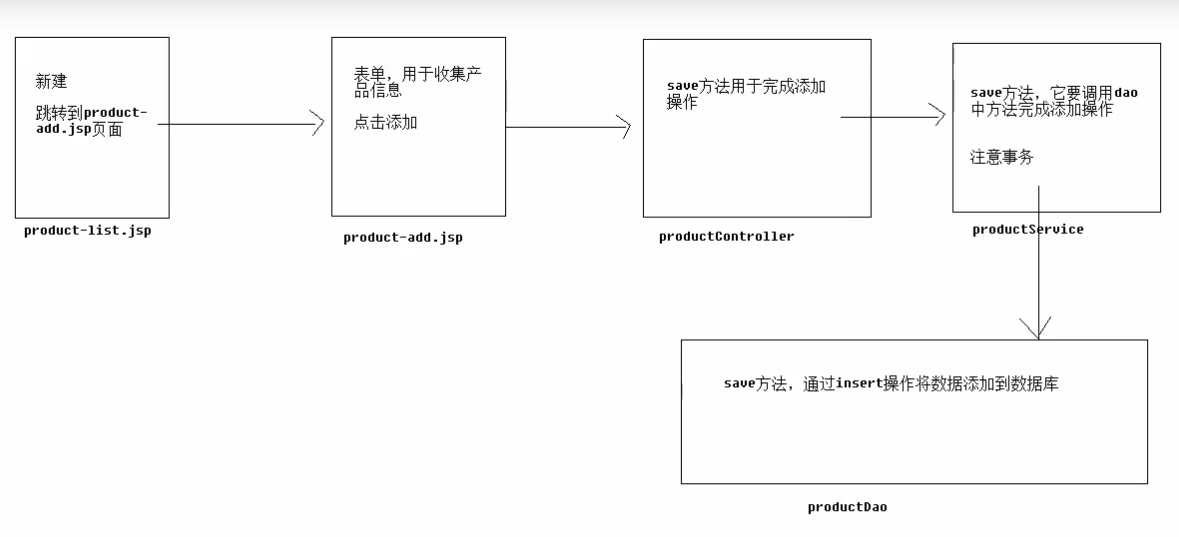 新建
跳转到product-
add.jsp页面
product-list.jsp
表单，用于收集产
品信息
点击添加
product-add.jsp
save方法用于完成添加
操作
productController
save方法，它要调用dao
中方法完成添加操作
注意事务
productService
save方法，通过insert操作将数据添加到数据库
productDao